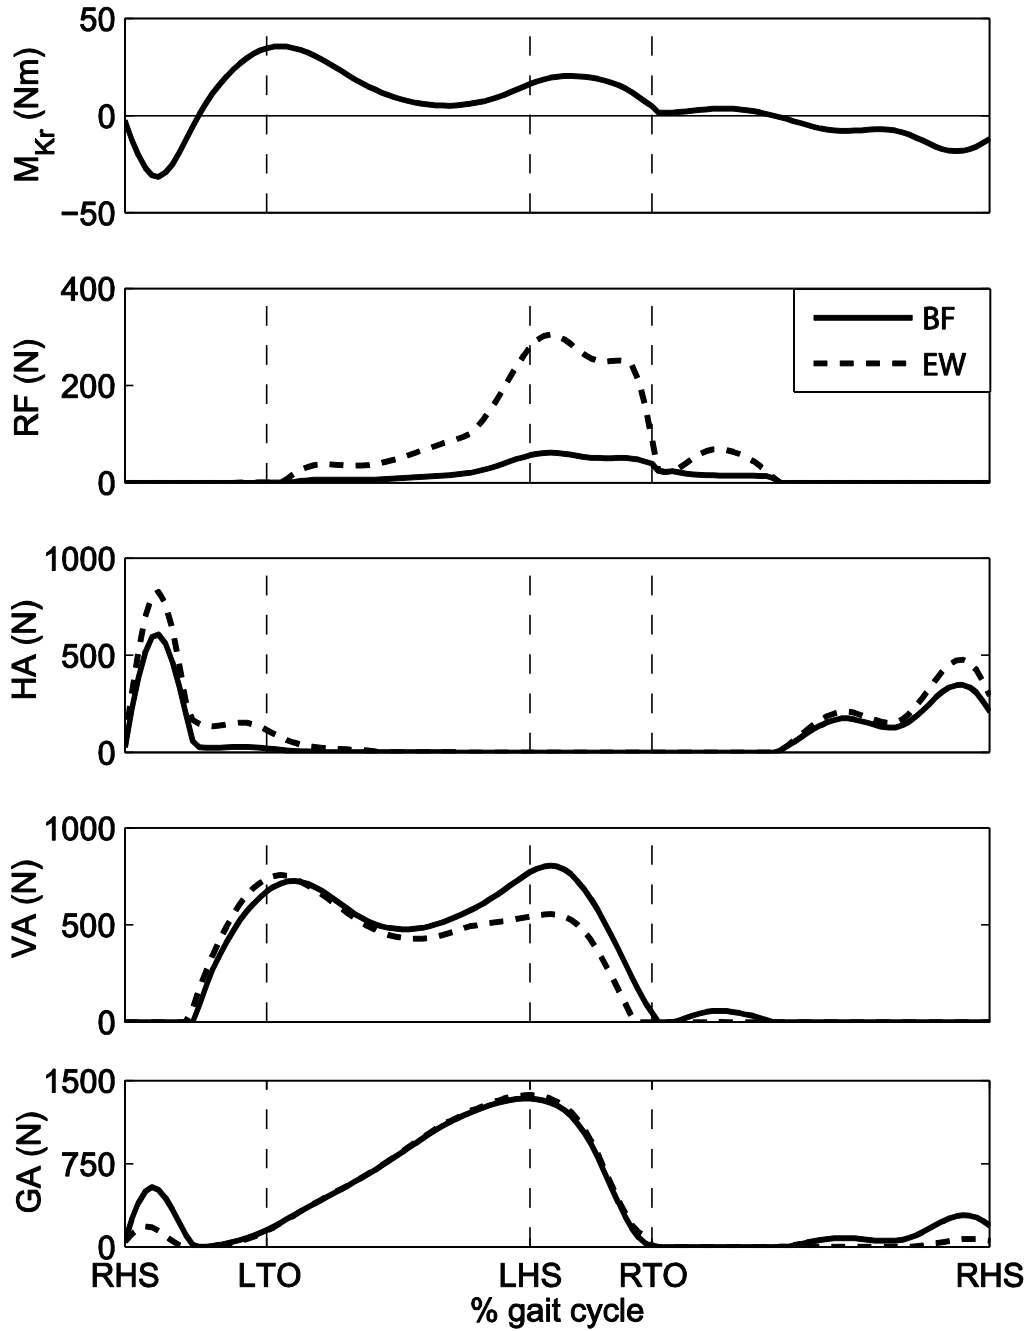 50
0
−50
M_Kr (Nm)
400
200
0
RF (N)
BF
EW
1000
500
0
HA (N)
1000
500
0
VA (N)
1500
750
0
GA (N)
RHS LTO LHS RTO RHS
% gait cycle